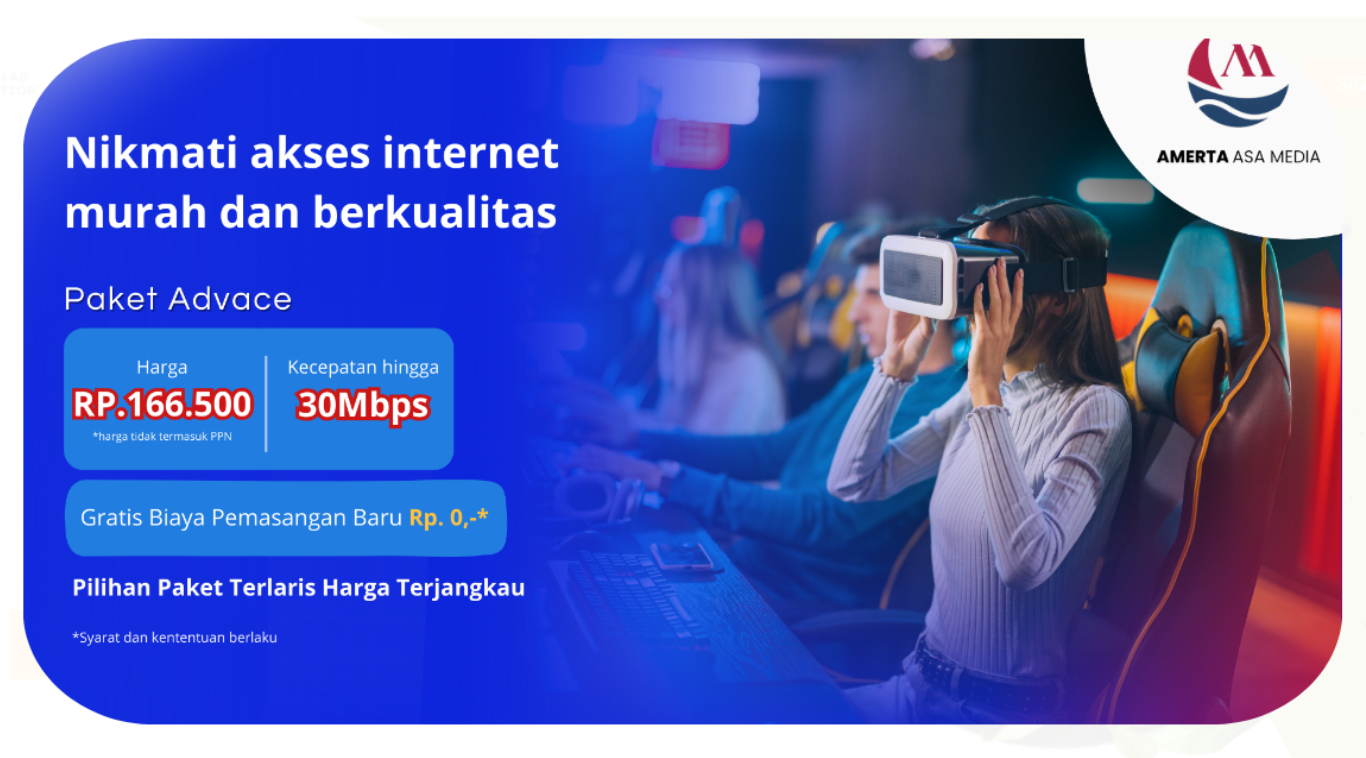 AMERTA ASA MEDIA
Nikmati akses internet
murah dan berkualitas
Paket Advace
Harga
RP.166.500
*harga tidak termasuk PPN
Kecepatan hingga
30Mbps
Gratis Biaya Pemasangan Baru Rp. 0,-*
Pilihan Paket Terlaris Harga Terjangkau
*Syarat dan kententuan berlaku